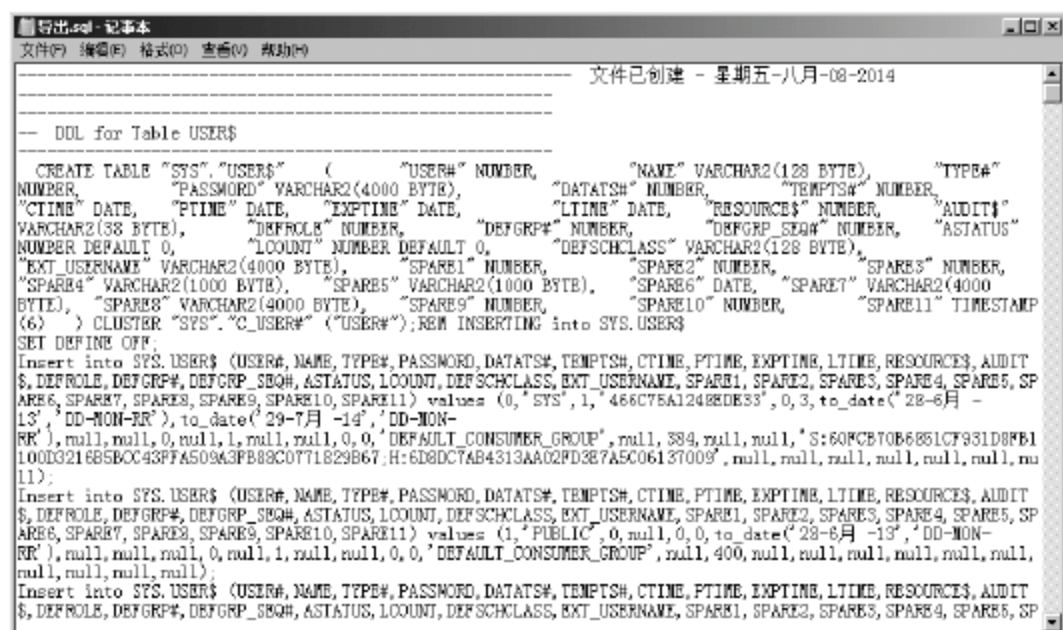 导出.sql - 记事本
文件(F) 编辑(E) 格式(O) 查看(V) 帮助(H)
-------------------------------------------------------- 文件已创建 - 星期五-八月-08-2014
--------------------------------------------------------
--------------------------------------------------------
-- DDL for Table USER$
--------------------------------------------------------
CREATE TABLE "SYS"."USER$" ( "USER#" NUMBER, "NAME" VARCHAR2(128 BYTE), "TYPE#"
NUMBER, "PASSWORD" VARCHAR2(4000 BYTE), "DATATS#" NUMBER, "TEMPTS#" NUMBER,
"CTIME" DATE, "PTIME" DATE, "EXPTIME" DATE, "LTIME" DATE, "RESOURCE$" NUMBER, "AUDIT$"
VARCHAR2(38 BYTE), "DEFROLE" NUMBER, "DEFGRP#" NUMBER, "DEFGRP_SEQ#" NUMBER, "ASTATUS"
NUMBER DEFAULT 0, "LCOUNT" NUMBER DEFAULT 0, "DEFSCHCLASS" VARCHAR2(128 BYTE),
"EXT_USERNAME" VARCHAR2(4000 BYTE), "SPARE1" NUMBER, "SPARE2" NUMBER, "SPARE3" NUMBER,
"SPARE4" VARCHAR2(1000 BYTE), "SPARE5" VARCHAR2(1000 BYTE), "SPARE6" DATE, "SPARE7" VARCHAR2(4000
BYTE), "SPARE8" VARCHAR2(4000 BYTE), "SPARE9" NUMBER, "SPARE10" NUMBER, "SPARE11" TIMESTAMP
(6) ) CLUSTER "SYS"."C_USER#" ("USER#");REM INSERTING into SYS.USER$
SET DEFINE OFF;
Insert into SYS.USER$ (USER#,NAME,TYPE#,PASSWORD,DATATS#,TEMPTS#,CTIME,PTIME,EXPTIME,LTIME,RESOURCE$,AUDIT
$,DEFROLE,DEFGRP#,DEFGRP_SEQ#,ASTATUS,LCOUNT,DEFSCHCLASS,EXT_USERNAME,SPARE1,SPARE2,SPARE3,SPARE4,SPARE5,SP
ARE6,SPARE7,SPARE8,SPARE9,SPARE10,SPARE11) values (0,'SYS',1,'466C75A1248EDE33',0,3,to_date('28-6月 -
13','DD-MON-RR'),to_date('29-7月 -14','DD-MON-
RR'),null,null,0,null,1,null,null,0,0,'DEFAULT_CONSUMER_GROUP',null,384,null,null,'S:60FCB70B6851CF931D8FB1
100D3216B5B0C43FFA509A3FB88C0771829B67;H:6D8DC7AB4313AA02FD3E7A5C06137009',null,null,null,null,null,null,nu
ll);
Insert into SYS.USER$ (USER#,NAME,TYPE#,PASSWORD,DATATS#,TEMPTS#,CTIME,PTIME,EXPTIME,LTIME,RESOURCE$,AUDIT
$,DEFROLE,DEFGRP#,DEFGRP_SEQ#,ASTATUS,LCOUNT,DEFSCHCLASS,EXT_USERNAME,SPARE1,SPARE2,SPARE3,SPARE4,SPARE5,SP
ARE6,SPARE7,SPARE8,SPARE9,SPARE10,SPARE11) values (1,'PUBLIC',0,null,0,0,to_date('28-6月 -13','DD-MON-
RR'),null,null,null,0,null,1,null,null,0,0,'DEFAULT_CONSUMER_GROUP',null,400,null,null,null,null,null,null,
null,null,null,null);
Insert into SYS.USER$ (USER#,NAME,TYPE#,PASSWORD,DATATS#,TEMPTS#,CTIME,PTIME,EXPTIME,LTIME,RESOURCE$,AUDIT
$,DEFROLE,DEFGRP#,DEFGRP_SEQ#,ASTATUS,LCOUNT,DEFSCHCLASS,EXT_USERNAME,SPARE1,SPARE2,SPARE3,SPARE4,SPARE5,SP